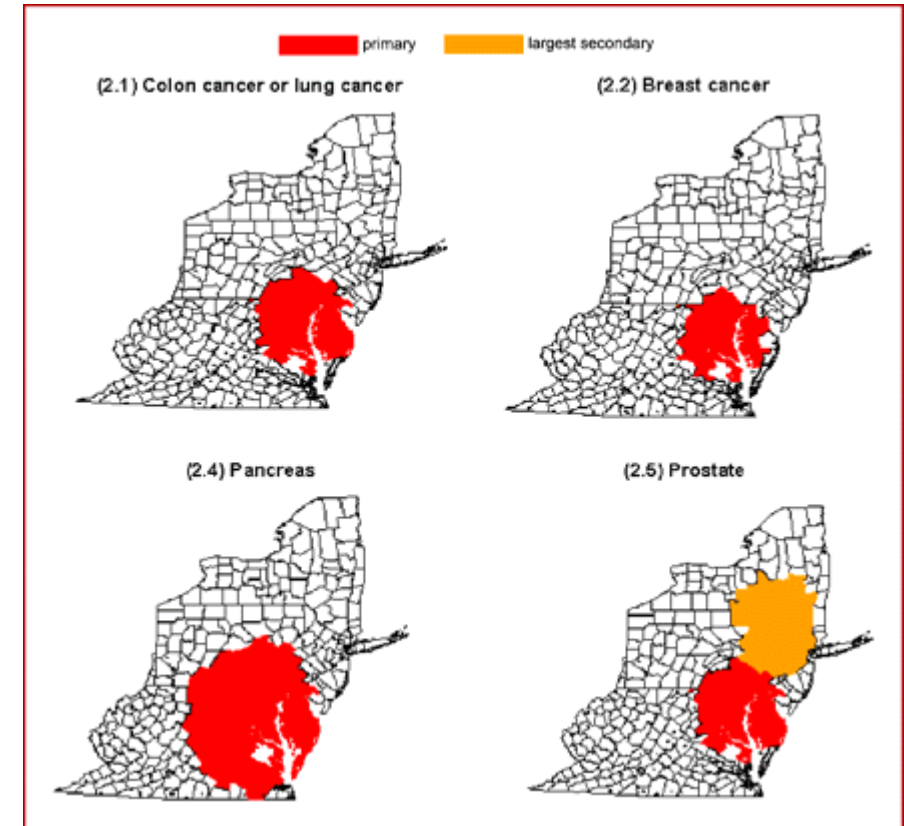 primary
largest secondary
(2.1) Colon cancer or lung cancer
(2.2) Breast cancer
(2.4) Pancreas
(2.5) Prostate